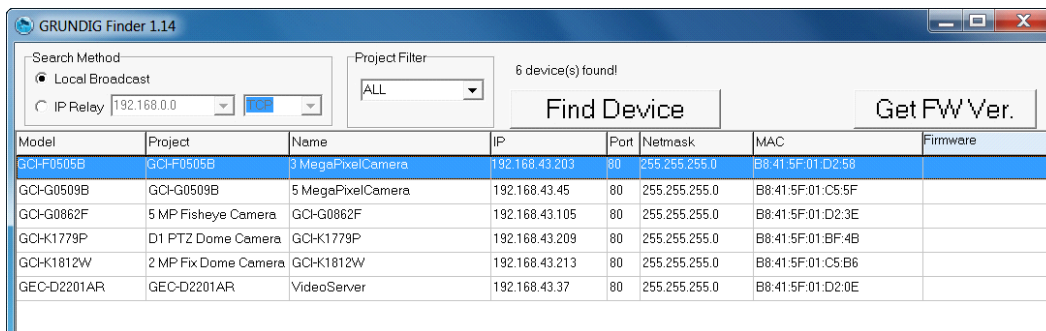 GRUNDIG Finder 1.14
Search Method
Local Broadcast
IP Relay 192.168.0.0 TCP
Project Filter
ALL
6 device(s) found!
Find Device
Get FW Ver.
Model Project Name IP Port Netmask MAC Firmware
GCI-F0505B GCI-F0505B 3 MegaPixelCamera 192.168.43.203 80 255.255.255.0 B8:41:5F:01:D2:58
GCI-G0509B GCI-G0509B 5 MegaPixelCamera 192.168.43.45 80 255.255.255.0 B8:41:5F:01:C5:5F
GCI-G0862F 5 MP Fisheye Camera GCI-G0862F 192.168.43.105 80 255.255.255.0 B8:41:5F:01:D2:3E
GCI-K1779P D1 PTZ Dome Camera GCI-K1779P 192.168.43.209 80 255.255.255.0 B8:41:5F:01:BF:4B
GCI-K1812W 2 MP Fix Dome Camera GCI-K1812W 192.168.43.213 80 255.255.255.0 B8:41:5F:01:C5:B6
GEC-D2201AR GEC-D2201AR VideoServer 192.168.43.37 80 255.255.255.0 B8:41:5F:01:D2:0E